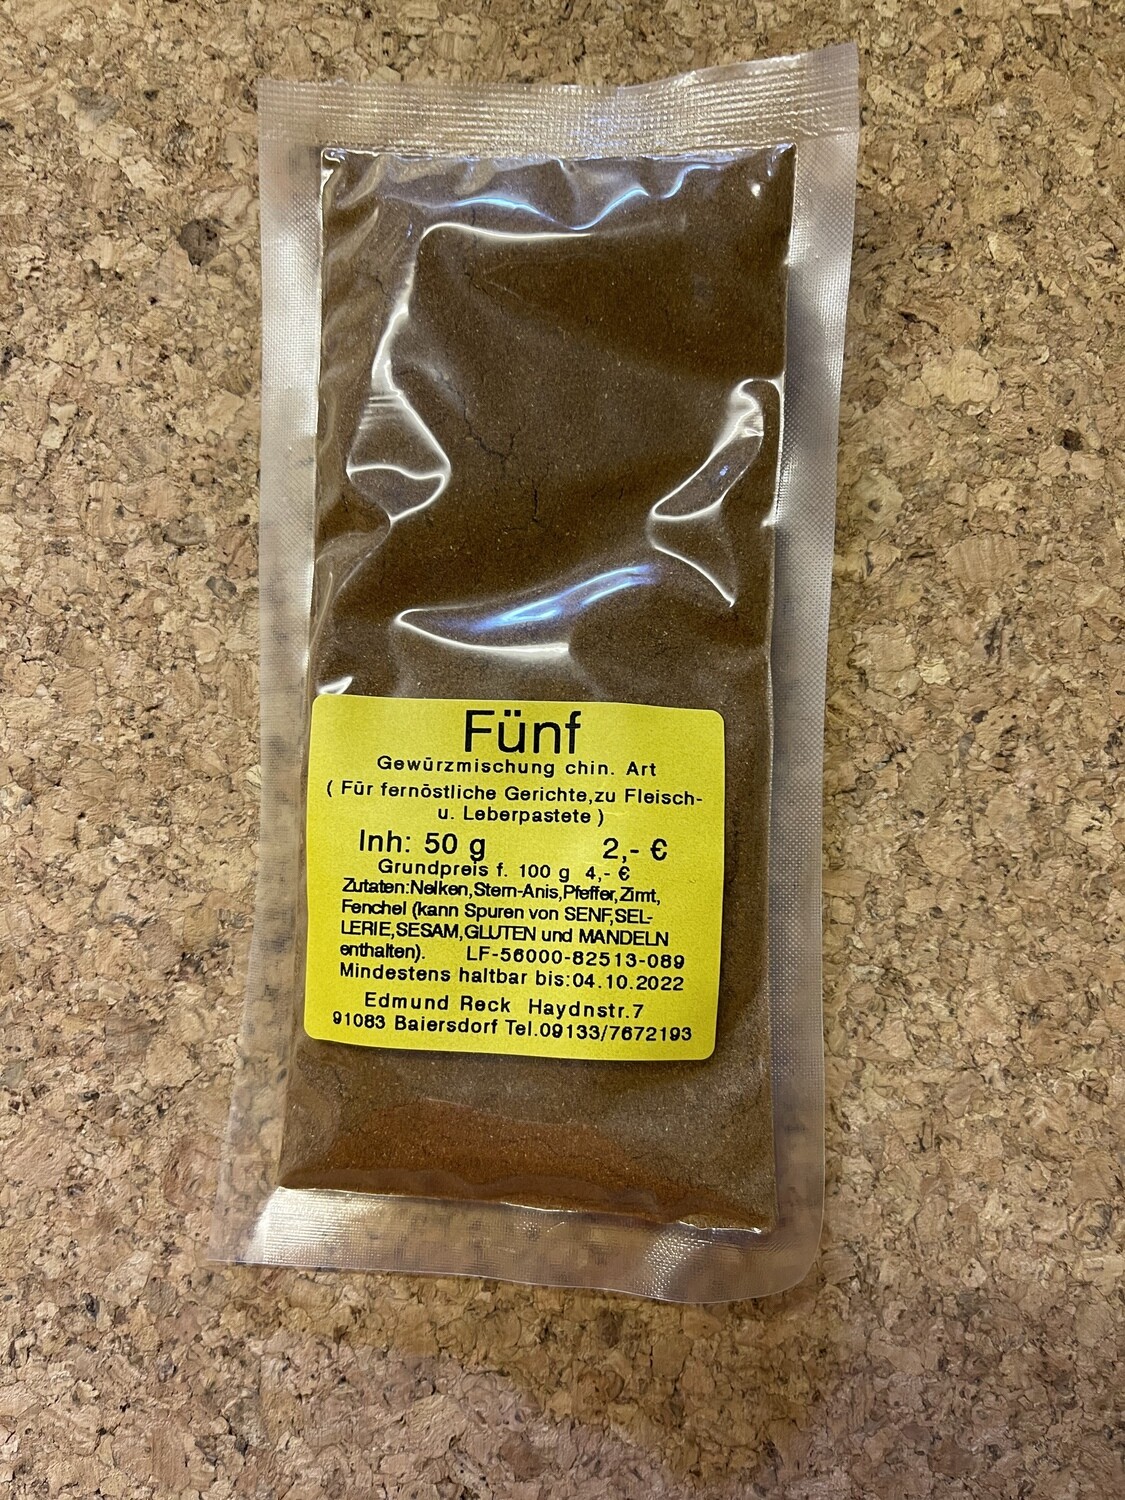 Fünf
Gewürzmischung chin. Art
( Für fernöstliche Gerichte,zu Fleisch-
u. Leberpastete )
Inh: 50 g 2,- €
Grundpreis f. 100 g 4,- €
Zutaten:Nelken,Stern-Anis,Pfeffer,Zimt,
Fenchel (kann Spuren von SENF,SEL-
LERIE,SESAM,GLUTEN und MANDELN
enthalten). LF-56000-82513-089
Mindestens haltbar bis:04.10.2022
Edmund Reck Haydnstr.7
91083 Baiersdorf Tel.09133/7672193